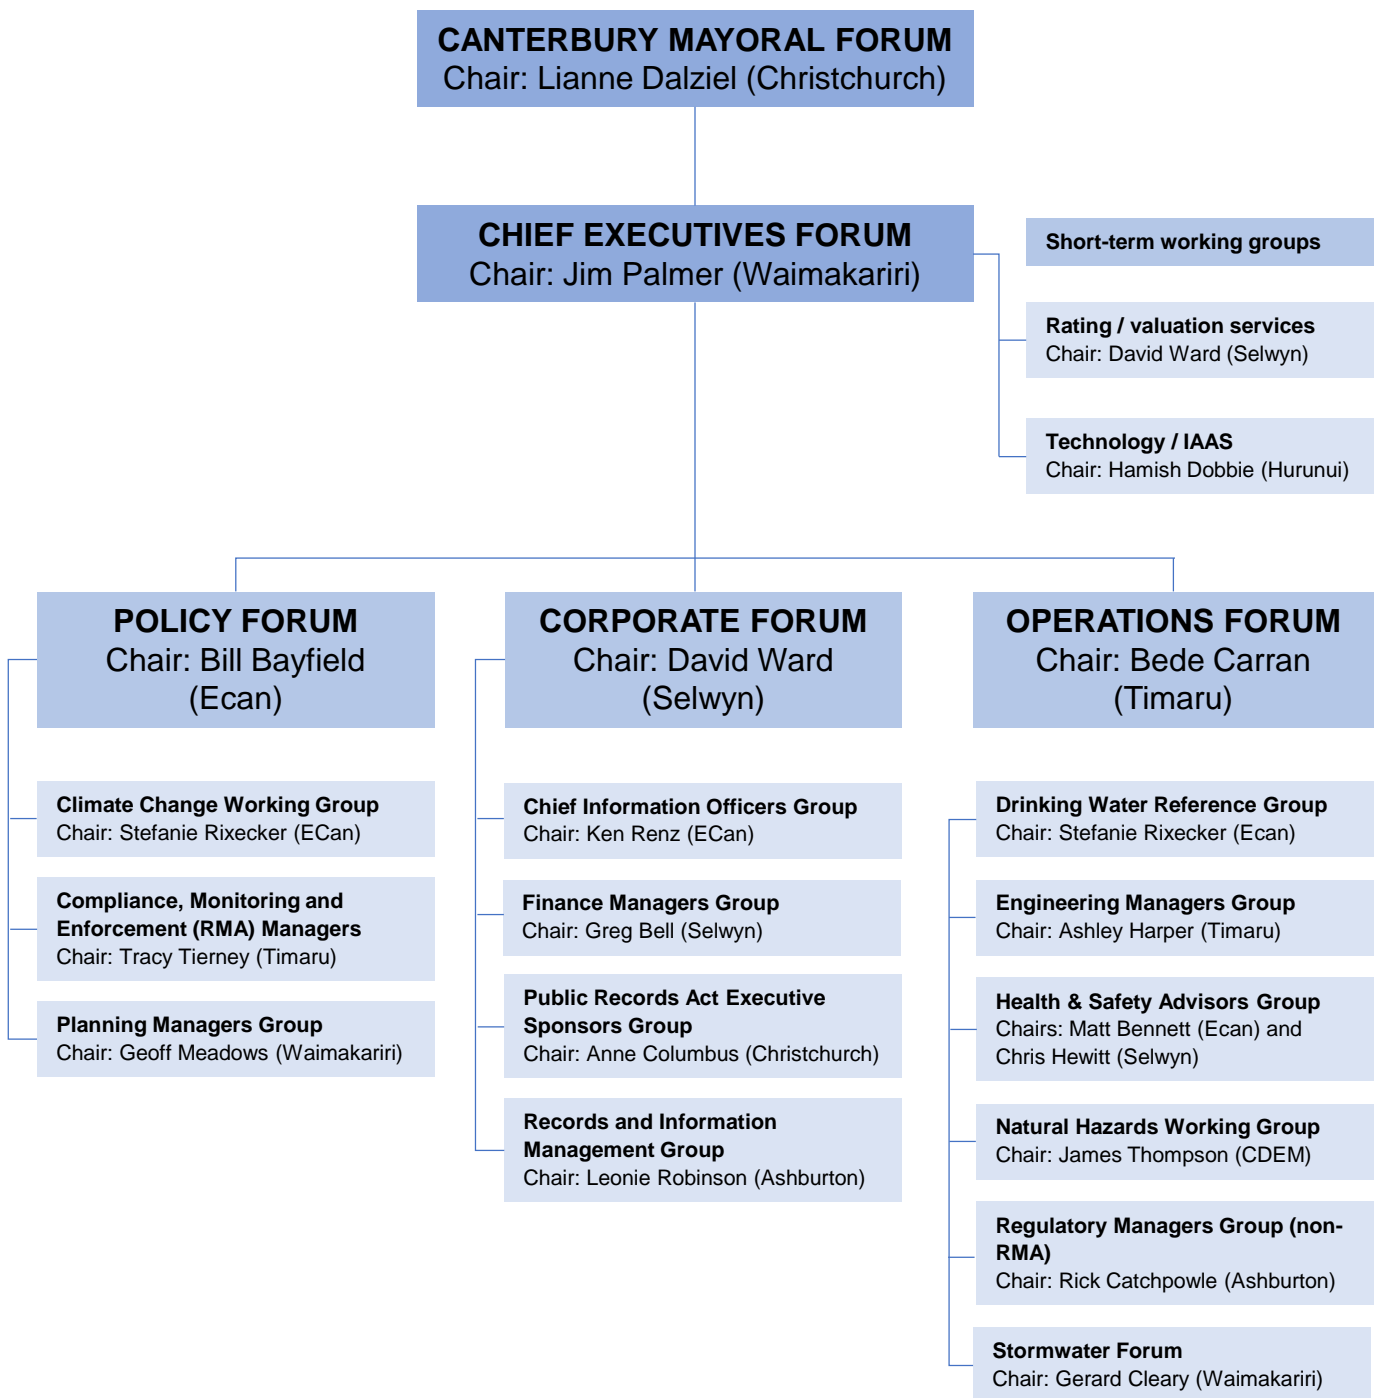 CANTERBURY MAYORAL FORUM
Chair: Lianne Dalziel (Christchurch)
CHIEF EXECUTIVES FORUM
Chair: Jim Palmer (Waimakariri)
Short-term working groups
Rating / valuation services
Chair: David Ward (Selwyn)
Technology / IAAS
Chair: Hamish Dobbie (Hurunui)
POLICY FORUM
Chair: Bill Bayfield
(Ecan)
Climate Change Working Group
Chair: Stefanie Rixecker (ECan)
Compliance, Monitoring and
Enforcement (RMA) Managers
Chair: Tracy Tierney (Timaru)
Planning Managers Group
Chair: Geoff Meadows (Waimakariri)
CORPORATE FORUM
Chair: David Ward
(Selwyn)
Chief Information Officers Group
Chair: Ken Renz (ECan)
Finance Managers Group
Chair: Greg Bell (Selwyn)
Public Records Act Executive
Sponsors Group
Chair: Anne Columbus (Christchurch)
Records and Information
Management Group
Chair: Leonie Robinson (Ashburton)
OPERATIONS FORUM
Chair: Bede Carran
(Timaru)
Drinking Water Reference Group
Chair: Stefanie Rixecker (Ecan)
Engineering Managers Group
Chair: Ashley Harper (Timaru)
Health & Safety Advisors Group
Chairs: Matt Bennett (Ecan) and
Chris Hewitt (Selwyn)
Natural Hazards Working Group
Chair: James Thompson (CDEM)
Regulatory Managers Group (non-
RMA)
Chair: Rick Catchpowle (Ashburton)
Stormwater Forum
Chair: Gerard Cleary (Waimakariri)